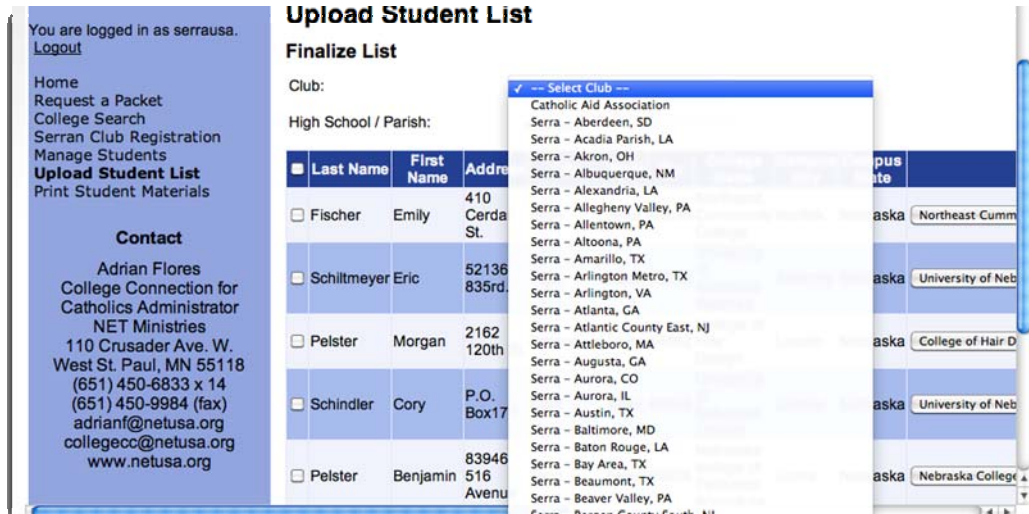 You are logged in as serrausa.
Logout
Home
Request a Packet
College Search
Serran Club Registration
Manage Students
Upload Student List
Print Student Materials
Contact
Adrian Flores
College Connection for
Catholics Administrator
NET Ministries
110 Crusader Ave. W.
West St. Paul, MN 55118
(651) 450-6833 x 14
(651) 450-9984 (fax)
adrianf@netusa.org
collegecc@netusa.org
www.netusa.org
Upload Student List
Finalize List
Club:
High School / Parish:
-- Select Club --
Catholic Aid Association
Serra - Aberdeen, SD
Serra - Acadia Parish, LA
Serra - Akron, OH
Serra - Albuquerque, NM
Serra - Alexandria, LA
Serra - Allegheny Valley, PA
Serra - Allentown, PA
Serra - Altoona, PA
Serra - Amarillo, TX
Serra - Arlington Metro, TX
Serra - Arlington, VA
Serra - Atlanta, GA
Serra - Atlantic County East, NJ
Serra - Attleboro, MA
Serra - Augusta, GA
Serra - Aurora, CO
Serra - Aurora, IL
Serra - Austin, TX
Serra - Baltimore, MD
Serra - Baton Rouge, LA
Serra - Bay Area, TX
Serra - Beaumont, TX
Serra - Beaver Valley, PA
Serra - Bergen County South, NJ
Last Name First Name Addre
Fischer Emily 410 Cerda St. aska Northeast Cumm
Schiltmeyer Eric 52136 835rd. aska University of Neb
Pelster Morgan 2162 120th aska College of Hair D
Schindler Cory P.O. Box17 aska University of Neb
Pelster Benjamin 83946 516 Avenu aska Nebraska College